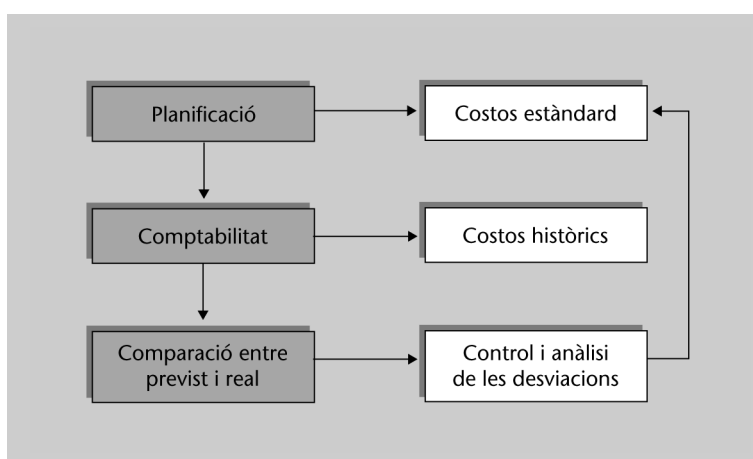 Planificació
Costos estàndard
Comptabilitat
Costos històrics
Comparació entre
previst i real
Control i anàlisi
de les desviacions